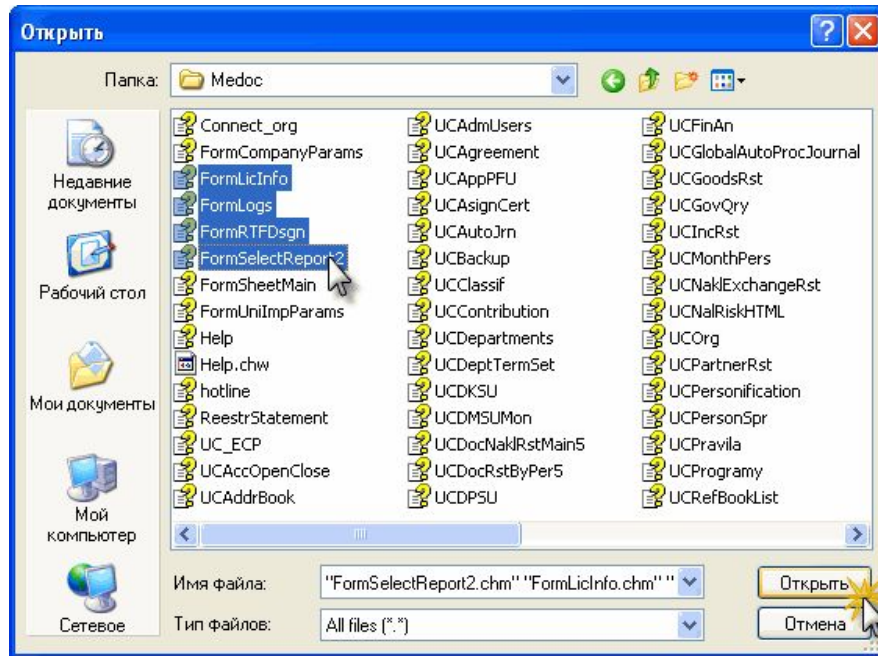 Открыть
Папка:
Medoc
Недавние
документы
Рабочий стол
Мои документы
Мой
компьютер
Сетевое
Connect_org
FormCompanyParams
FormLicInfo
FormLogs
FormRTFDsgn
FormSelectReport2
FormSheetMain
FormUniImpParams
Help
Help.chw
hotline
ReestrStatement
UC_ECP
UCAccOpenClose
UCAddrBook
UCAdmUsers
UCAgreement
UCAppPFU
UCAsignCert
UCAutoJrn
UCBackup
UCClassif
UCContribution
UCDepartments
UCDeptTermSet
UCDKSU
UCDMSUMon
UCDocNaklRstMain5
UCDocRstByPer5
UCDPSU
UCFinAn
UCGlobalAutoProcJournal
UCGoodsRst
UCGovQry
UCIncRst
UCMonthPers
UCNaklExchangeRst
UCNalRiskHTML
UCOrg
UCPartnerRst
UCPersonification
UCPersonSpr
UCPravila
UCProgramy
UCRefBookList
Имя файла:
"FormSelectReport2.chm" "FormLicInfo.chm" "
Открыть
Тип файлов:
All files (*.*)
Отмена